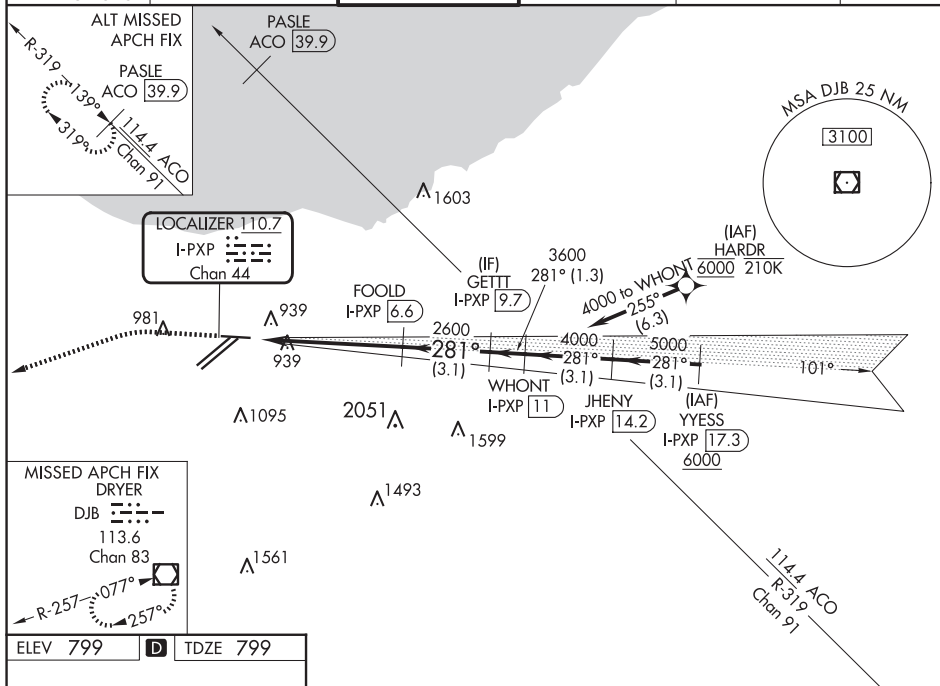 ALT MISSED
APCH FIX
R-319
139°
319°
PASLE
ACO 39.9
114.4 ACO
Chan 91
PASLE
ACO 39.9
MSA DJB 25 NM
3100
1603
LOCALIZER 110.7
I-PXP
Chan 44
(IF)
GETTT
I-PXP 9.7
3600
281° (1.3)
(IAF)
HARDR
6000 210K
4000 to WHONT
255°
(6.3)
FOOLD
I-PXP 6.6
981
939
939
2600
281°
(3.1)
4000
281°
(3.1)
5000
281°
(3.1)
101°
WHONT
I-PXP 11
JHENY
I-PXP 14.2
(IAF)
YYESS
I-PXP 17.3
6000
1095
2051
1599
1493
1561
MISSED APCH FIX
DRYER
DJB
113.6
Chan 83
R-257
077°
257°
114.4 ACO
R-319
Chan 91
ELEV 799 D TDZE 799